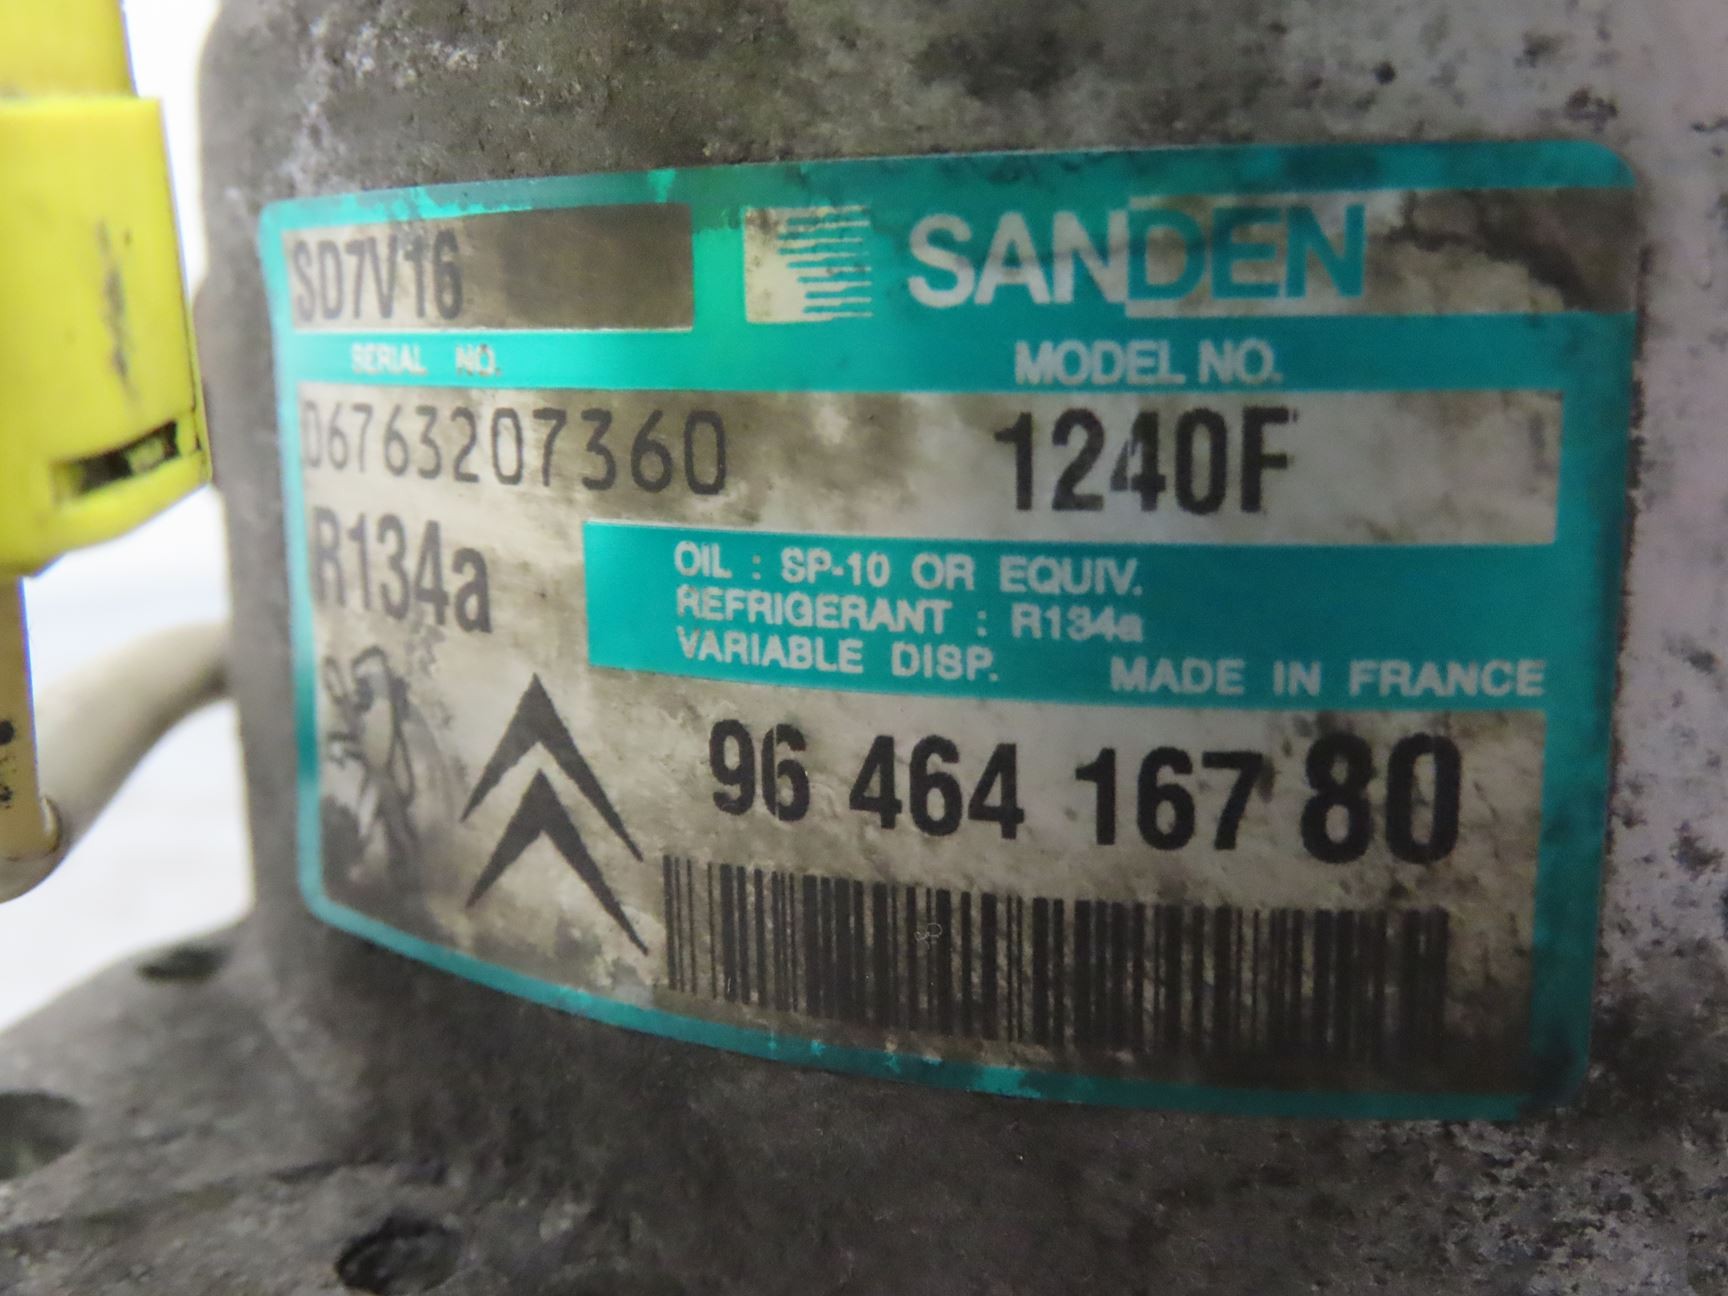 SD7V16
SANDEN
SERIAL NO.
MODEL NO.
06763207360
1240F
R134a
OIL : SP-10 OR EQUIV.
REFRIGERANT : R134a
VARIABLE DISP. MADE IN FRANCE
96 464 167 80